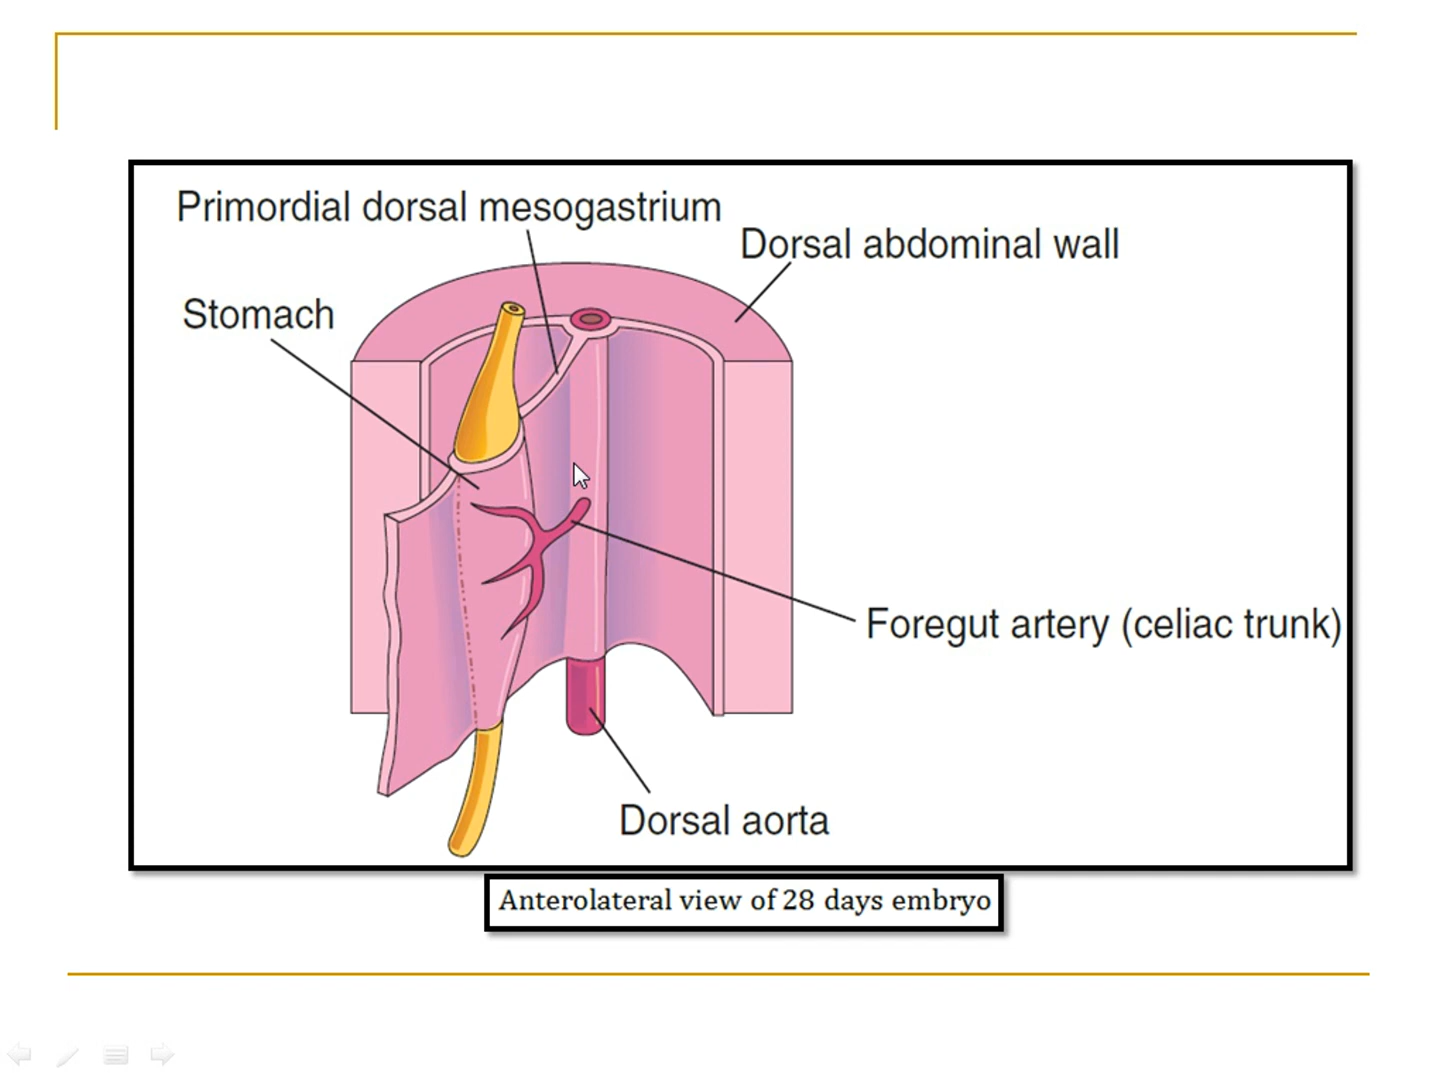 Primordial dorsal mesogastrium
Dorsal abdominal wall
Stomach
Foregut artery (celiac trunk)
Dorsal aorta
Anterolateral view of 28 days embryo